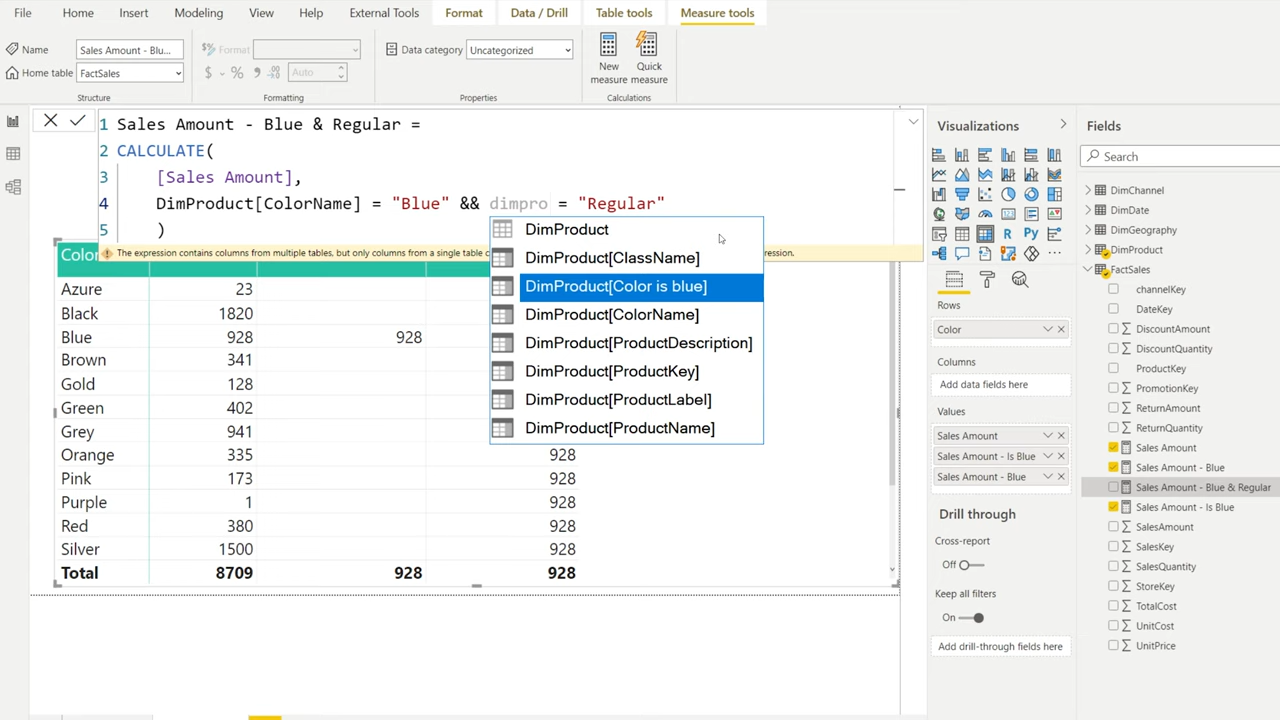 File Home Insert Modeling View Help External Tools Format Data / Drill Table tools Measure tools
Name Sales Amount - Blu...
Home table FactSales
Structure
Format
$ % Auto
Formatting
Data category Uncategorized
Properties
New measure
Quick measure
Calculations
1 Sales Amount - Blue & Regular =
2 CALCULATE(
3 [Sales Amount],
4 DimProduct[ColorName] = "Blue" && dimpro = "Regular"
5 )
The expression contains columns from multiple tables, but only columns from a single table c
ression.
DimProduct
DimProduct[ClassName]
DimProduct[Color is blue]
DimProduct[ColorName]
DimProduct[ProductDescription]
DimProduct[ProductKey]
DimProduct[ProductLabel]
DimProduct[ProductName]
Colo
Azure 23
Black 1820
Blue 928 928
Brown 341
Gold 128
Green 402
Grey 941
Orange 335 928
Pink 173 928
Purple 1 928
Red 380 928
Silver 1500 928
Total 8709 928 928
Visualizations
R Py
Rows
Color
Columns
Add data fields here
Values
Sales Amount
Sales Amount - Is Blue
Sales Amount - Blue
Drill through
Cross-report
Off
Keep all filters
On
Add drill-through fields here
Fields
Search
DimChannel
DimDate
DimGeography
DimProduct
FactSales
channelKey
DateKey
DiscountAmount
DiscountQuantity
ProductKey
PromotionKey
ReturnAmount
ReturnQuantity
Sales Amount
Sales Amount - Blue
Sales Amount - Blue & Regular
Sales Amount - Is Blue
SalesAmount
SalesKey
SalesQuantity
StoreKey
TotalCost
UnitCost
UnitPrice